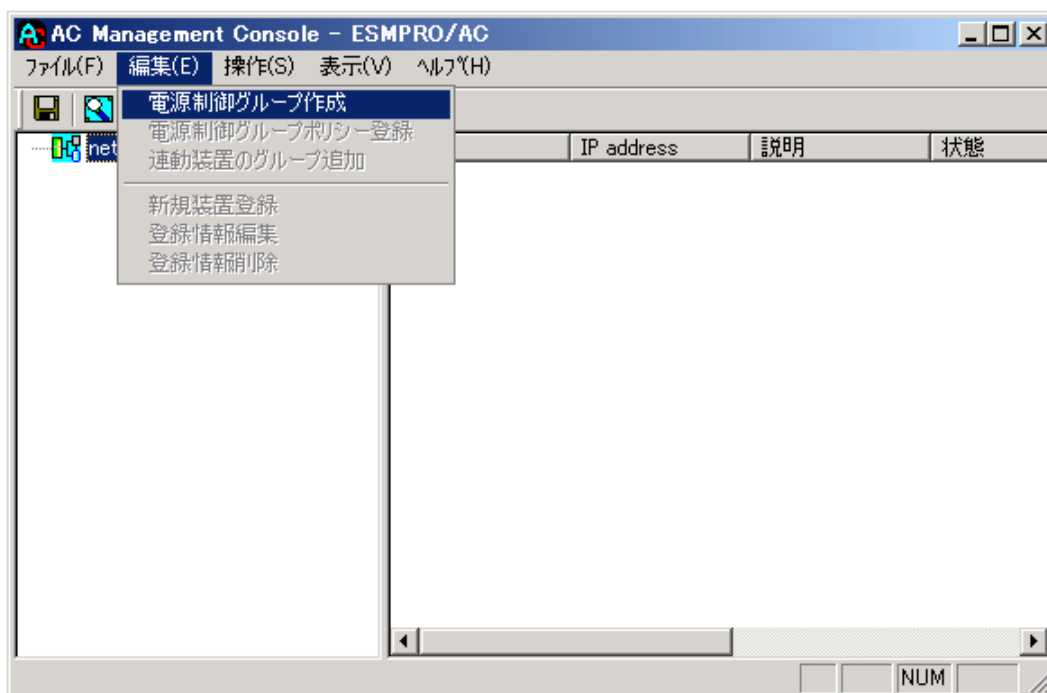 AC Management Console - ESMPRO/AC
ファイル(F) 編集(E) 操作(S) 表示(V) ヘルプ(H)
電源制御グループ作成
電源制御グループポリシー登録
連動装置のグループ追加
新規装置登録
登録情報編集
登録情報削除
net
IP address 説明 状態
NUM